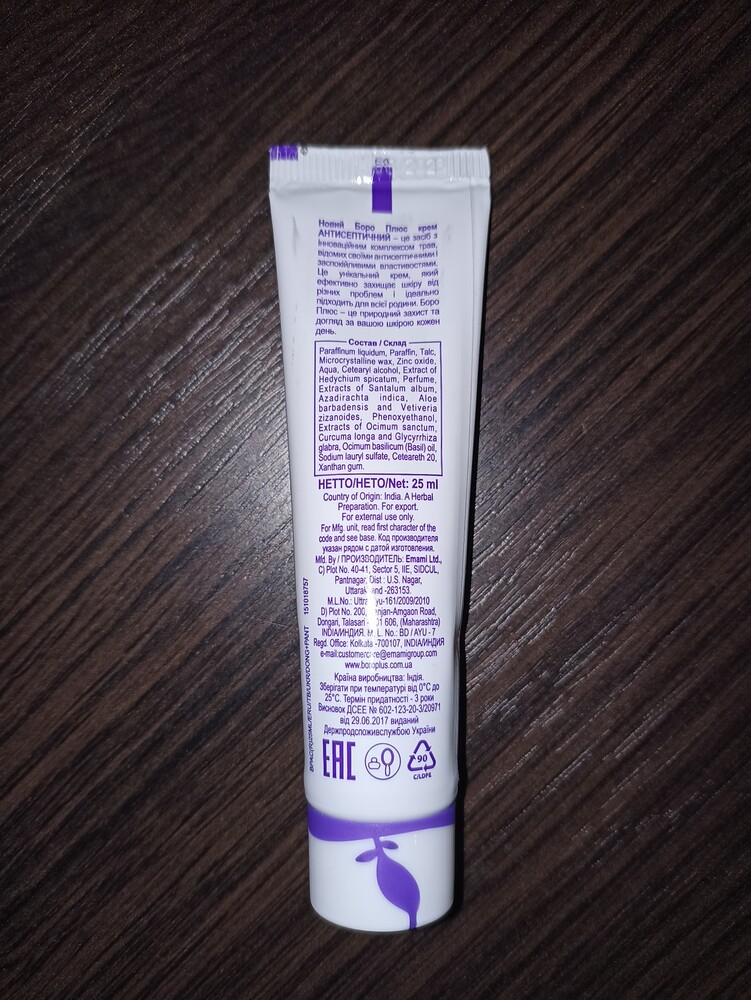 Новий Боро Плюс крем
АНТИСЕПТИЧНИЙ – це засіб з
інноваційним комплексом трав,
відомих своїми антисептичними і
заспокійливими властивостями.
Це унікальний крем, який
ефективно захищає шкіру від
різних проблем і ідеально
підходить для всієї родини. Боро
Плюс – це природний захист та
догляд за вашою шкірою кожен
день.
Состав / Склад
Paraffinum liquidum, Paraffin, Talc,
Microcrystalline wax, Zinc oxide,
Aqua, Cetearyl alcohol, Extract of
Hedychium spicatum, Perfume,
Extracts of Santalum album,
Azadirachta indica, Aloe
barbadensis and Vetiveria
zizanoides, Phenoxyethanol,
Extracts of Ocimum sanctum,
Curcuma longa and Glycyrrhiza
glabra, Ocimum basilicum (Basil) oil,
Sodium lauryl sulfate, Ceteareth 20,
Xanthan gum.
НЕТТО/НЕТО/Net: 25 ml
Country of Origin: India. A Herbal
Preparation. For export.
For external use only.
For Mfg. unit, read first character of the
code and see base. Код производителя
указан рядом с датой изготовления.
Mfd. By / ПРОИЗВОДИТЕЛЬ: Emami Ltd.,
C) Plot No. 40-41, Sector 5, IIE, SIDCUL,
Pantnagar, Dist : U.S. Nagar,
-263153.
M.L.No.:
D) Plot No. 200, Amgaon Road,
Dongari, Talasari 606, (Maharashtra)
INDIA/ИНДИЯ. M. L. No.: BD / AYU - 7
Regd. Office: Kolkata -700107, INDIA/ИНДИЯ
www.boroplus.com.ua
Країна виробництва: Індія.
Зберігати при температурі від 0°C до
25°C. Термін придатності - 3 роки
Висновок ДСЕЕ № 602-123-20-3/20971
від 29.06.2017 виданий
Держпродспоживслужбою України
EAC
90
C/LDPE
151018757